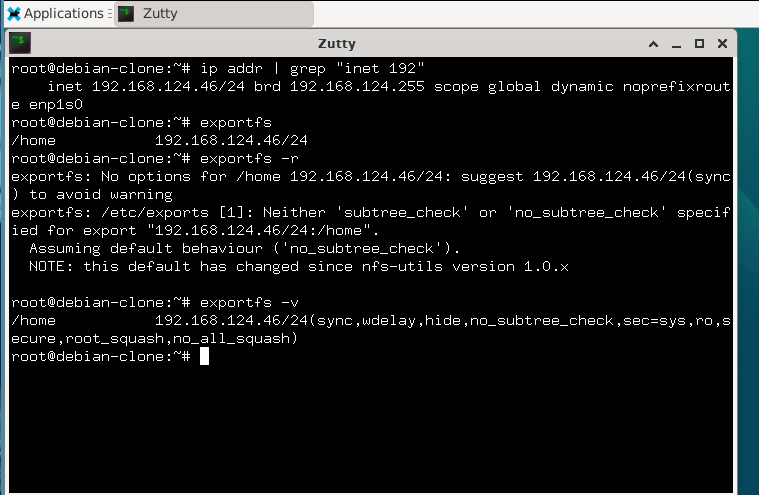 Applications
Zutty
Zutty
root@debian-clone:~# ip addr | grep "inet 192"
    inet 192.168.124.46/24 brd 192.168.124.255 scope global dynamic noprefixrout
e enp1s0
root@debian-clone:~# exportfs
/home           192.168.124.46/24
root@debian-clone:~# exportfs -r
exportfs: No options for /home 192.168.124.46/24: suggest 192.168.124.46/24(sync
) to avoid warning
exportfs: /etc/exports [1]: Neither 'subtree_check' or 'no_subtree_check' specif
ied for export "192.168.124.46/24:/home".
  Assuming default behaviour ('no_subtree_check').
  NOTE: this default has changed since nfs-utils version 1.0.x

root@debian-clone:~# exportfs -v
/home           192.168.124.46/24(sync,wdelay,hide,no_subtree_check,sec=sys,ro,s
ecure,root_squash,no_all_squash)
root@debian-clone:~#